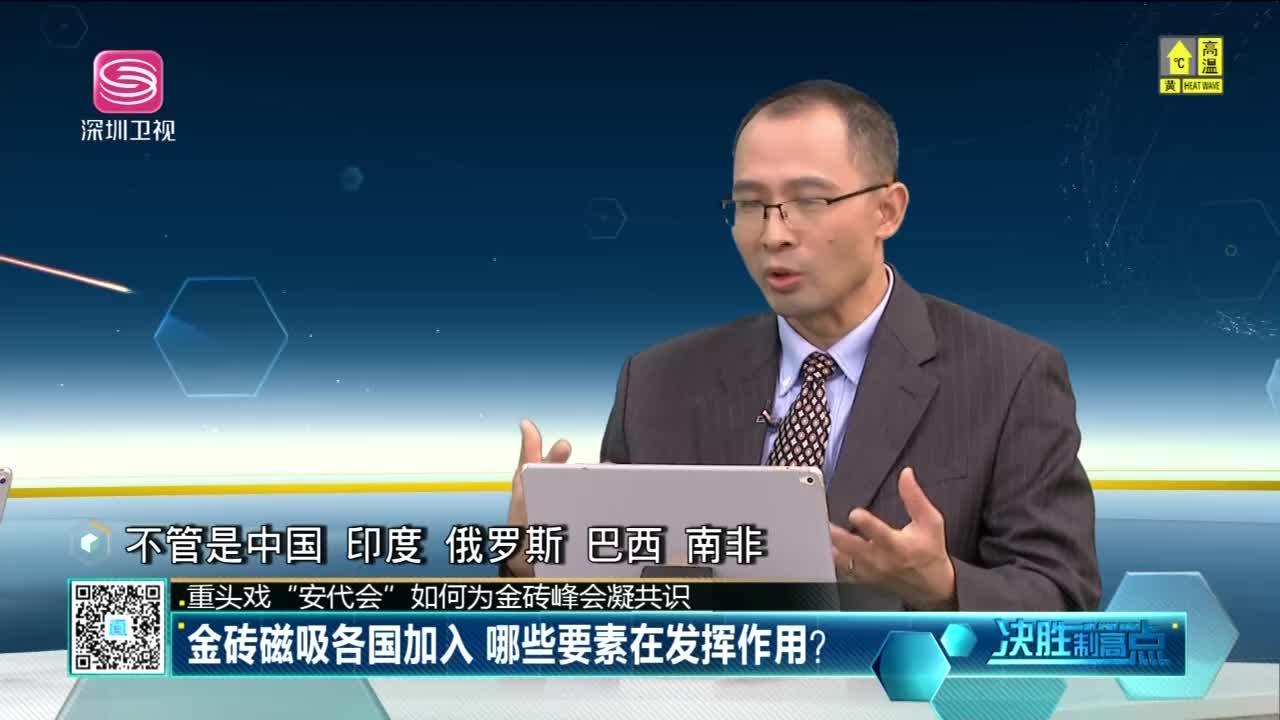 深圳卫视
高温
℃
黄 HEAT WAVE
不管是中国 印度 俄罗斯 巴西 南非
重头戏“安代会”如何为金砖峰会凝共识
金砖磁吸各国加入 哪些要素在发挥作用?
决胜制高点